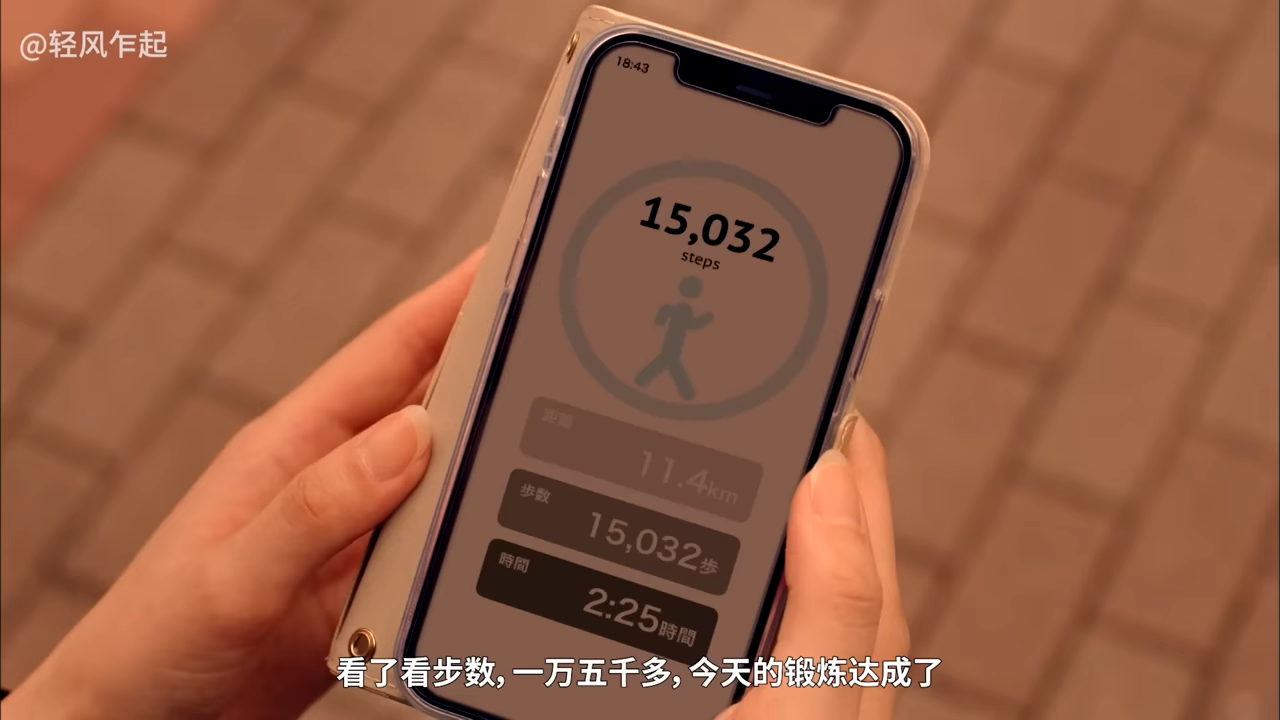 @轻风乍起
18:43
15,032
steps
距離
11.4km
歩数
15,032歩
時間
2:25時間
看了看步数, 一万五千多, 今天的锻炼达成了